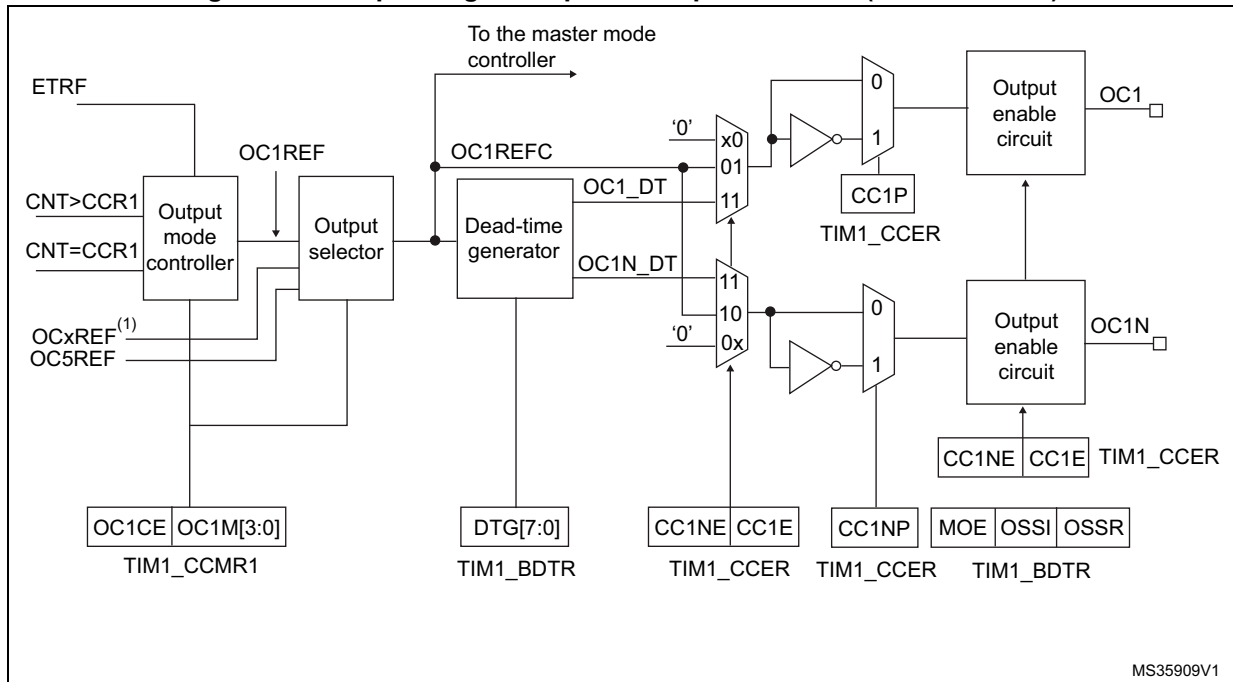 To the master mode
controller
ETRF
OC1REF
CNT>CCR1
CNT=CCR1
Output
mode
controller
Output
selector
OCxREF(1)
OC5REF
OC1REFC
Dead-time
generator
OC1_DT
OC1N_DT
‘0’
x0
01
11
11
10
0x
‘0’
0
1
CC1P
TIM1_CCER
0
1
Output
enable
circuit
OC1
Output
enable
circuit
OC1N
CC1NE CC1E TIM1_CCER
OC1CE OC1M[3:0]
TIM1_CCMR1
DTG[7:0]
TIM1_BDTR
CC1NE CC1E
TIM1_CCER
CC1NP
TIM1_CCER
MOE OSSI OSSR
TIM1_BDTR
MS35909V1